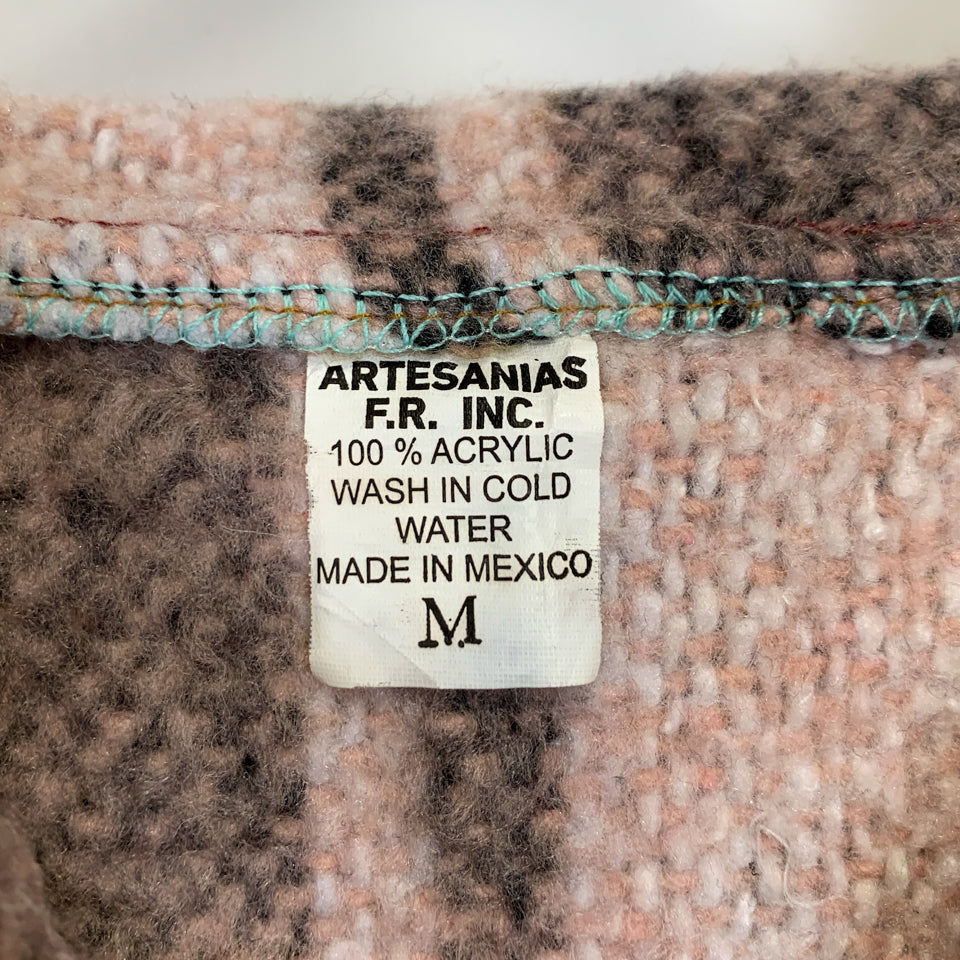 ARTESANIAS
F.R. INC.
100 % ACRYLIC
WASH IN COLD
WATER
MADE IN MEXICO
M